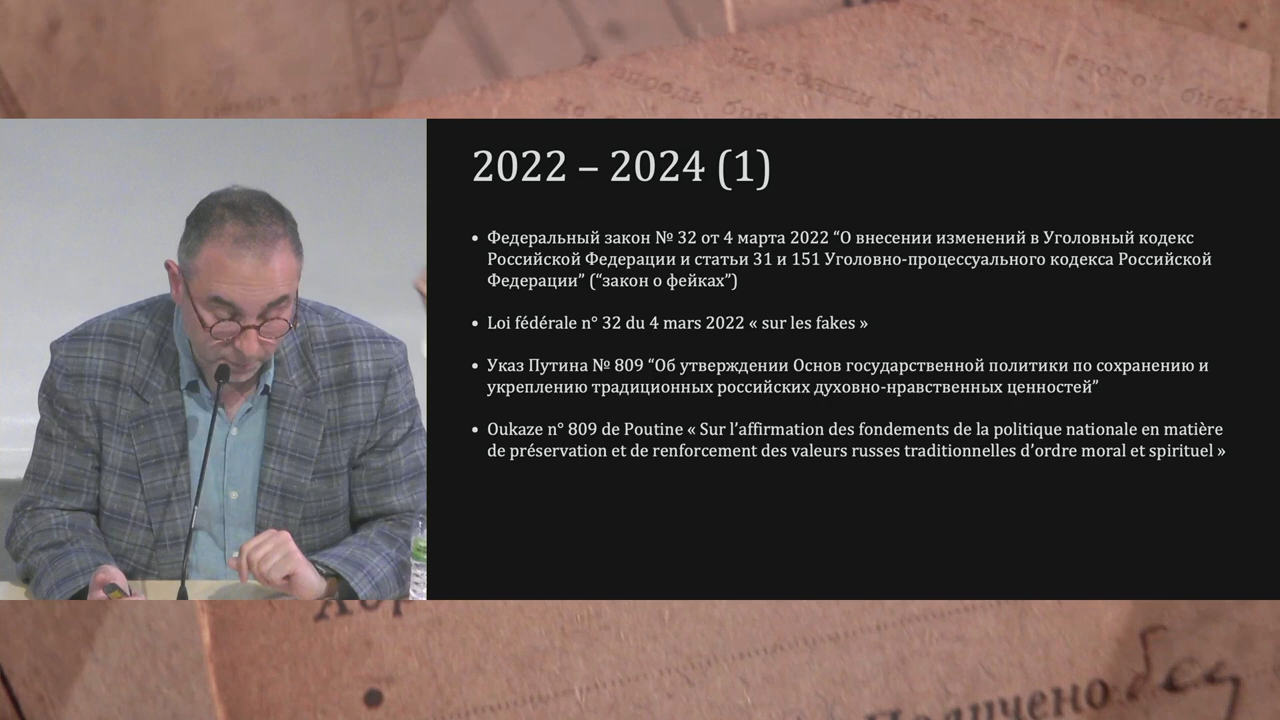 настоящим
апрель
не
2022 – 2024 (1)
• Федеральный закон № 32 от 4 марта 2022 “О внесении изменений в Уголовный кодекс
Российской Федерации и статьи 31 и 151 Уголовно-процессуального кодекса Российской
Федерации” (“закон о фейках”)
• Loi fédérale n° 32 du 4 mars 2022 « sur les fakes »
• Указ Путина № 809 “Об утверждении Основ государственной политики по сохранению и
укреплению традиционных российских духовно-нравственных ценностей”
• Oukaze n° 809 de Poutine « Sur l’affirmation des fondements de la politique nationale en matière
de préservation et de renforcement des valeurs russes traditionnelles d’ordre moral et spirituel »